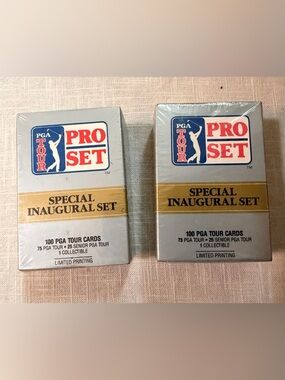 PGA
TOUR
PRO
SET
TM
SPECIAL
INAUGURAL SET
100 PGA TOUR CARDS
75 PGA TOUR • 25 SENIOR PGA TOUR
1 COLLECTIBLE
LIMITED PRINTING
PGA
TOUR
PRO
SET
TM
SPECIAL
INAUGURAL SET
100 PGA TOUR CARDS
75 PGA TOUR • 25 SENIOR PGA TOUR
1 COLLECTIBLE
LIMITED PRINTING